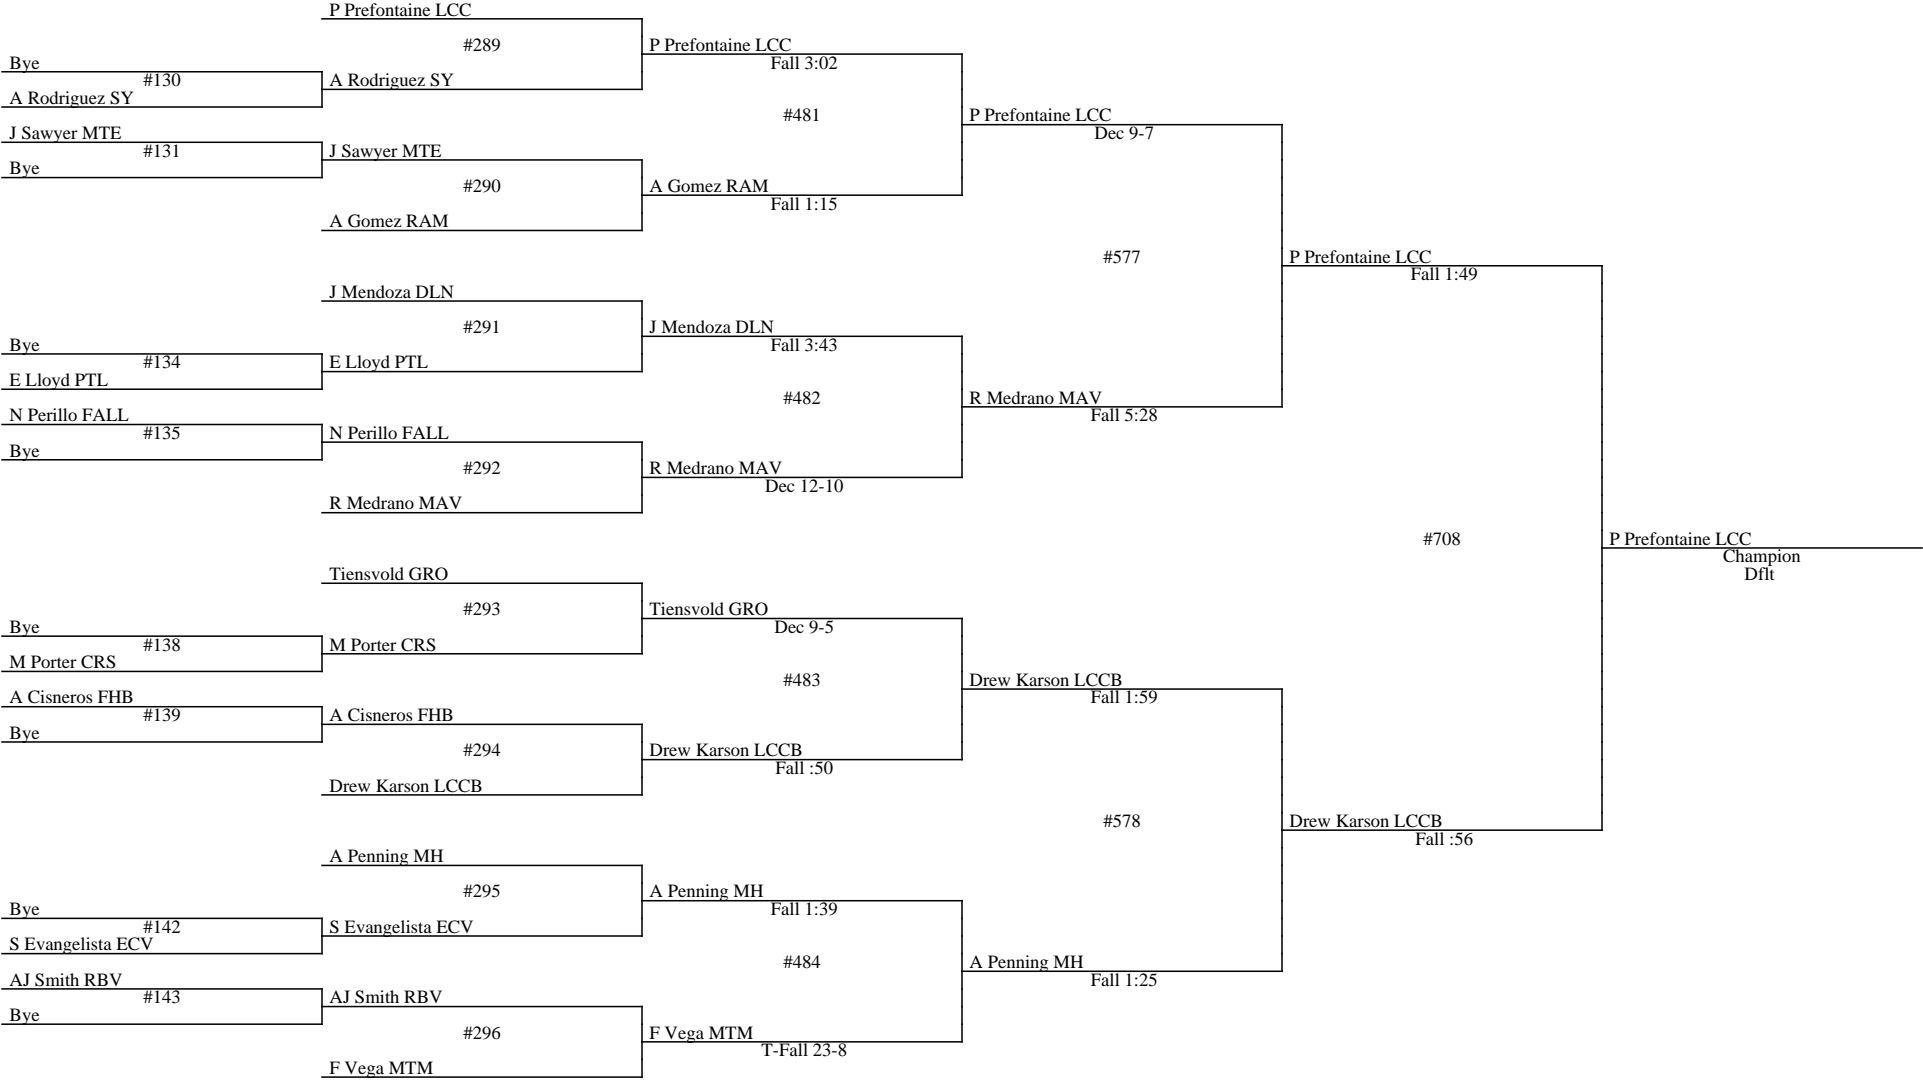 P Prefontaine LCC
#289
P Prefontaine LCC
Bye
Fall 3:02
#130
A Rodriguez SY
A Rodriguez SY
#481
P Prefontaine LCC
J Sawyer MTE
Dec 9-7
#131
J Sawyer MTE
Bye
#290
A Gomez RAM
Fall 1:15
A Gomez RAM
#577
P Prefontaine LCC
Fall 1:49
J Mendoza DLN
#291
J Mendoza DLN
Bye
Fall 3:43
#134
E Lloyd PTL
E Lloyd PTL
#482
R Medrano MAV
N Perillo FALL
Fall 5:28
#135
N Perillo FALL
Bye
#292
R Medrano MAV
Dec 12-10
R Medrano MAV
#708
P Prefontaine LCC
Champion
Dflt
Tiensvold GRO
#293
Tiensvold GRO
Bye
Dec 9-5
#138
M Porter CRS
M Porter CRS
#483
Drew Karson LCCB
A Cisneros FHB
Fall 1:59
#139
A Cisneros FHB
Bye
#294
Drew Karson LCCB
Fall :50
Drew Karson LCCB
#578
Drew Karson LCCB
Fall :56
A Penning MH
#295
A Penning MH
Bye
Fall 1:39
#142
S Evangelista ECV
S Evangelista ECV
#484
A Penning MH
AJ Smith RBV
Fall 1:25
#143
AJ Smith RBV
Bye
#296
F Vega MTM
T-Fall 23-8
F Vega MTM